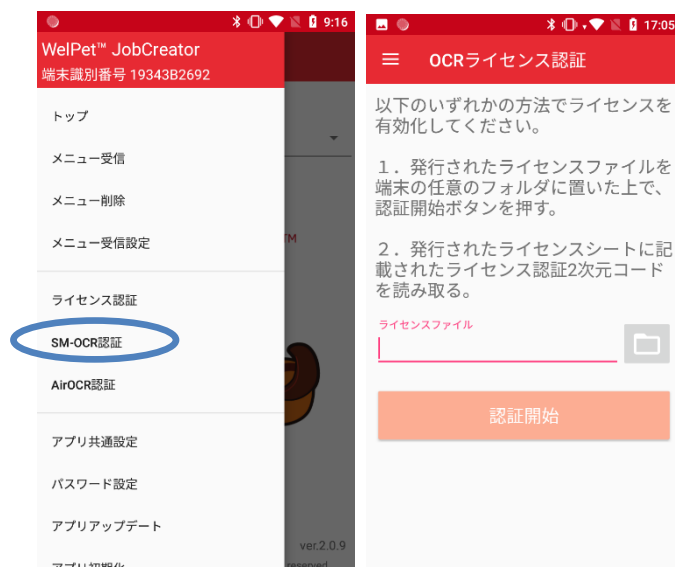 9:16
WelPet™ JobCreator
端末識別番号 19343B2692
トップ
メニュー受信
メニュー削除
メニュー受信設定
TM
ライセンス認証
SM-OCR認証
AirOCR認証
アプリ共通設定
パスワード設定
アプリアップデート
アプリ初期化
ver.2.0.9
reserved
17:05
OCRライセンス認証
以下のいずれかの方法でライセンスを
有効化してください。
１．発行されたライセンスファイルを
端末の任意のフォルダに置いた上で、
認証開始ボタンを押す。
２．発行されたライセンスシートに記
載されたライセンス認証2次元コード
を読み取る。
ライセンスファイル
認証開始